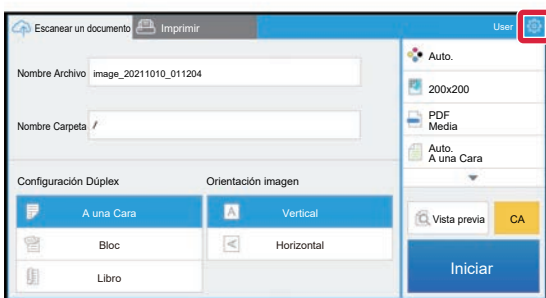 Escanear un documento
Imprimir
User
Nombre Archivo image_20211010_011204
Nombre Carpeta /
Auto.
200x200
PDF
Media
Auto.
A una Cara
Configuración Dúplex
Orientación imagen
A una Cara
A Vertical
Bloc
Horizontal
Libro
Vista previa
CA
Iniciar